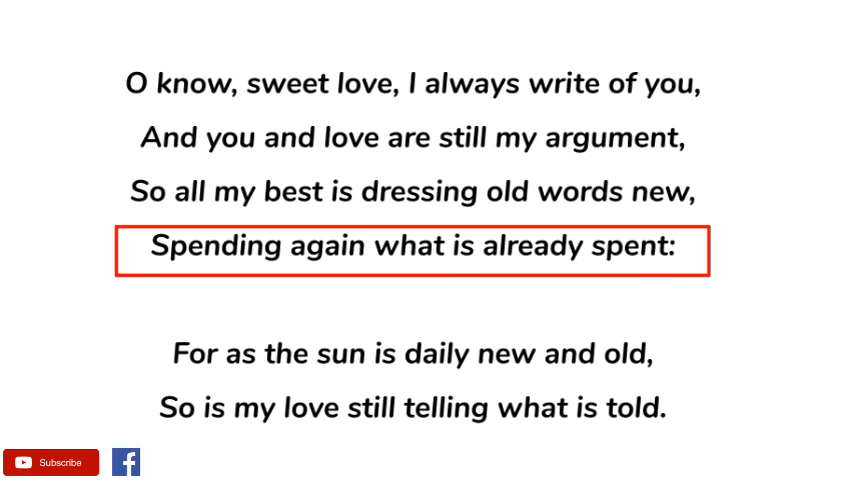 O know, sweet love, I always write of you,
And you and love are still my argument,
So all my best is dressing old words new,
Spending again what is already spent:
For as the sun is daily new and old,
So is my love still telling what is told.
Subscribe
f